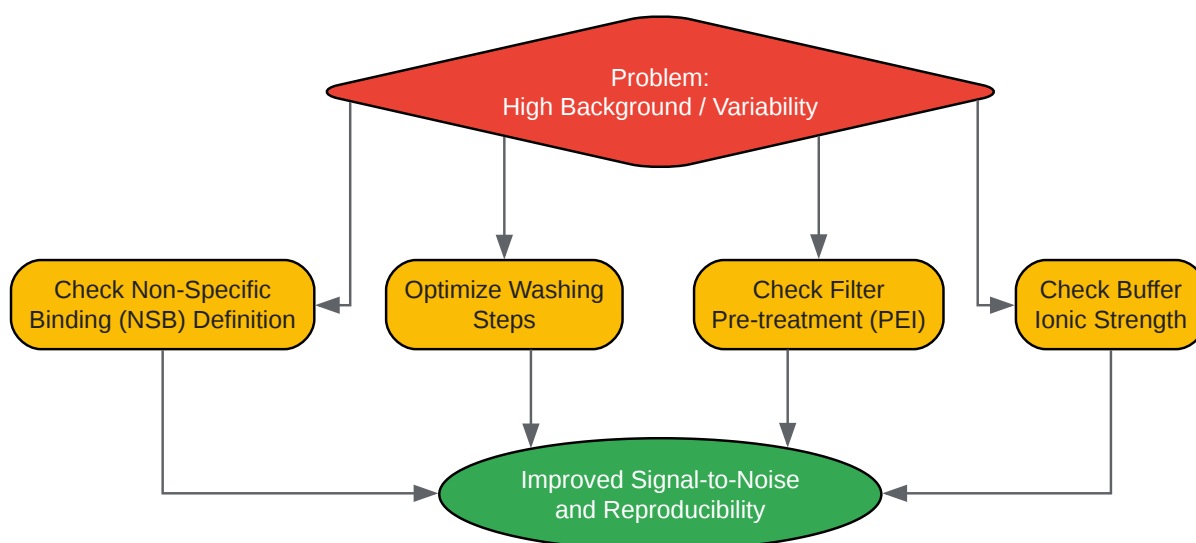 Problem:
High Background / Variability
Check Non-Specific
Binding (NSB) Definition
Optimize Washing
Steps
Check Filter
Pre-treatment (PEI)
Check Buffer
Ionic Strength
Improved Signal-to-Noise
and Reproducibility